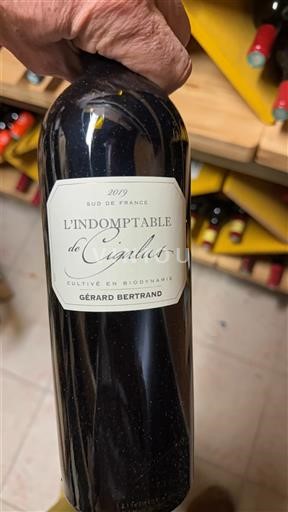 2019
SUD DE FRANCE
L'INDOMPTABLE
de Cigalus
CULTIVÉ EN BIODYNAMIE
GÉRARD BERTRAND